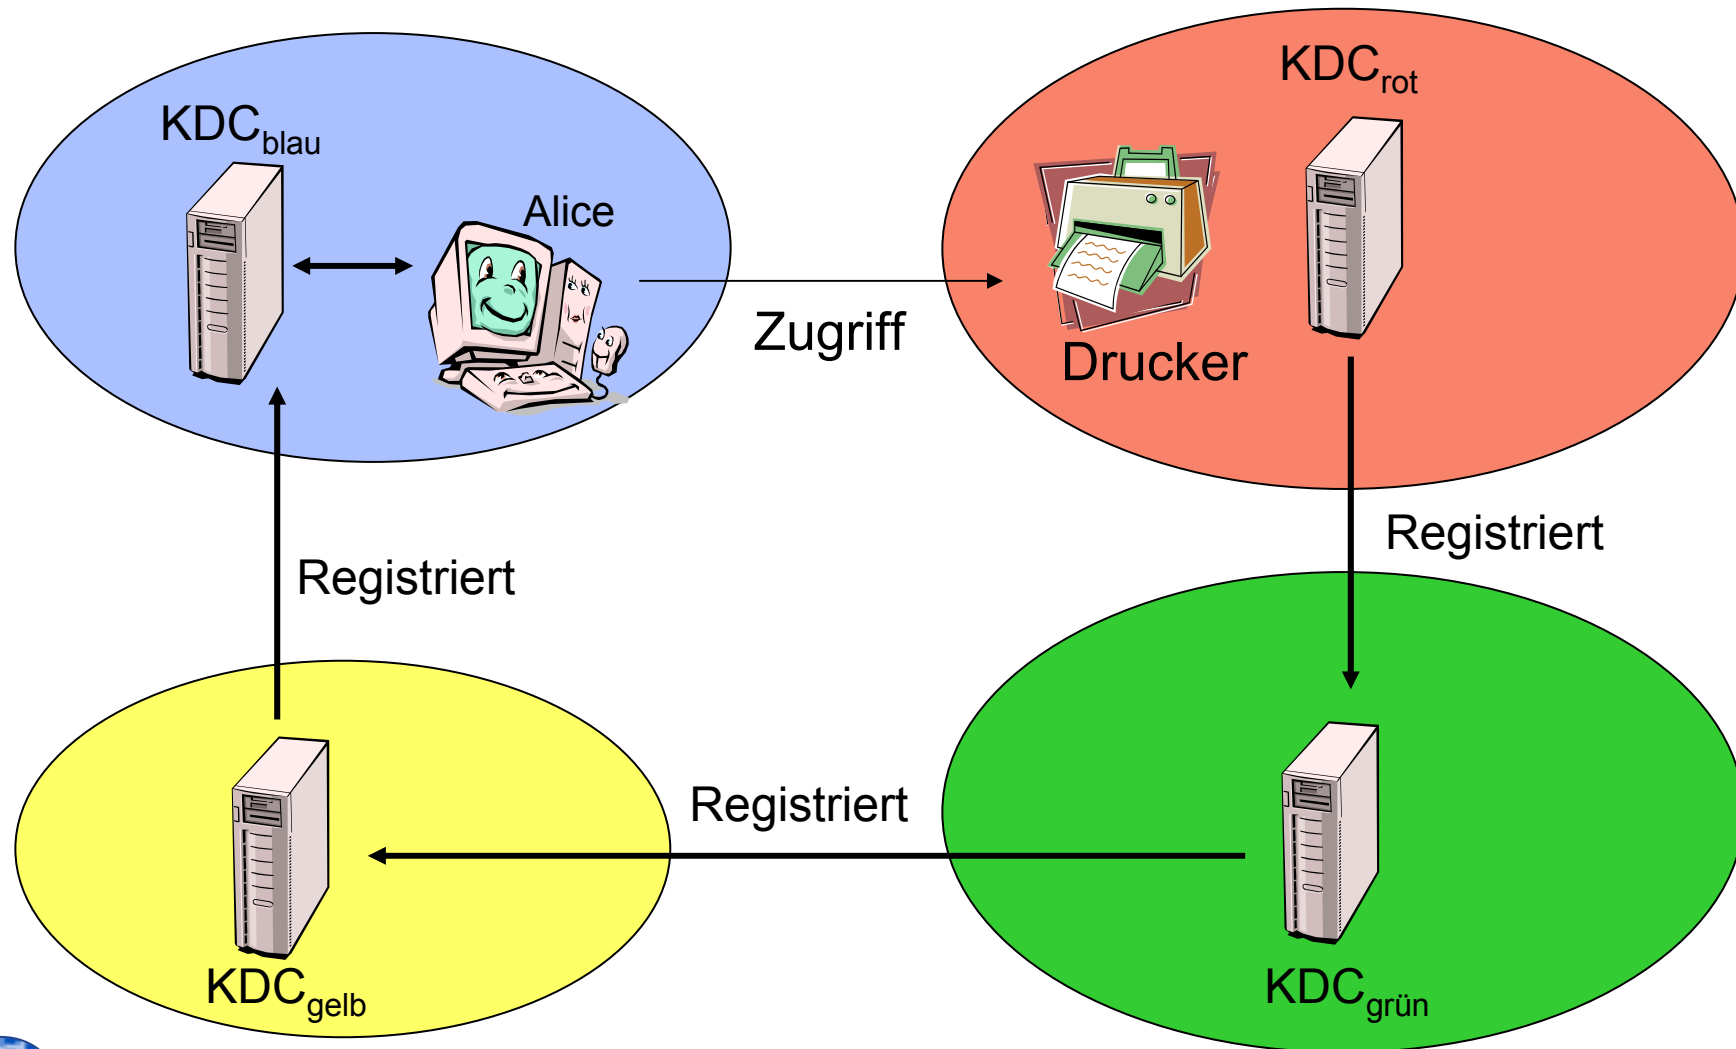 KDCrot
KDCblau
Alice
Zugriff
Drucker
Registriert
Registriert
Registriert
KDCgelb
KDCgrün